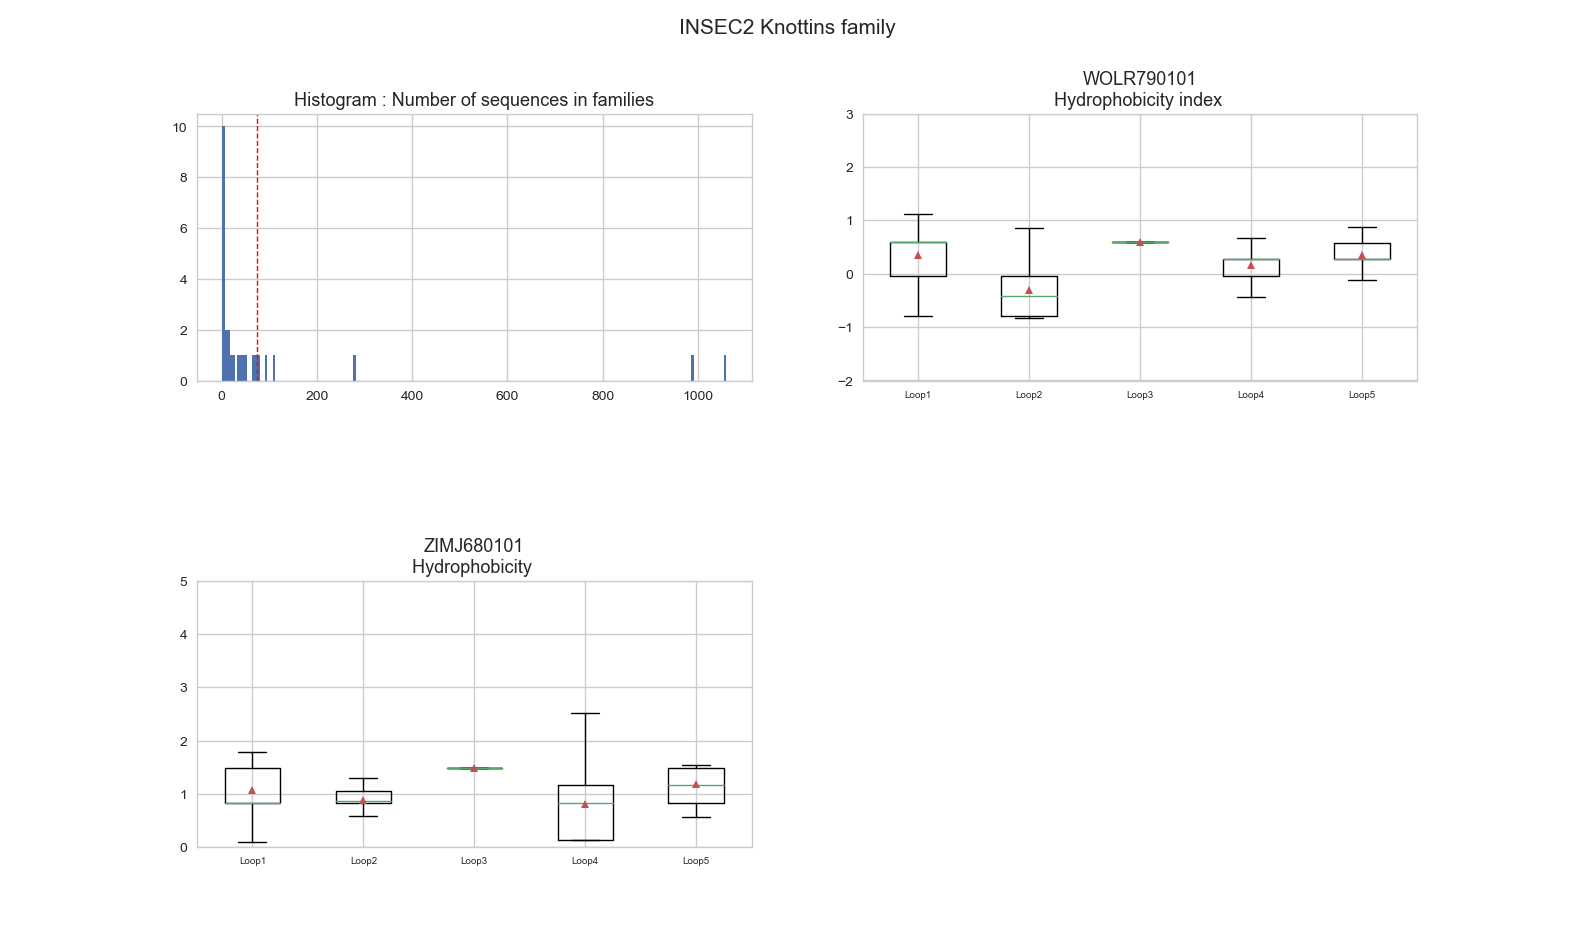 INSEC2 Knottins family
Histogram : Number of sequences in families
10
8
6
4
2
0
0 200 400 600 800 1000
WOLR790101
Hydrophobicity index
3
2
1
0
−1
−2
Loop1 Loop2 Loop3 Loop4 Loop5
ZIMJ680101
Hydrophobicity
5
4
3
2
1
0
Loop1 Loop2 Loop3 Loop4 Loop5